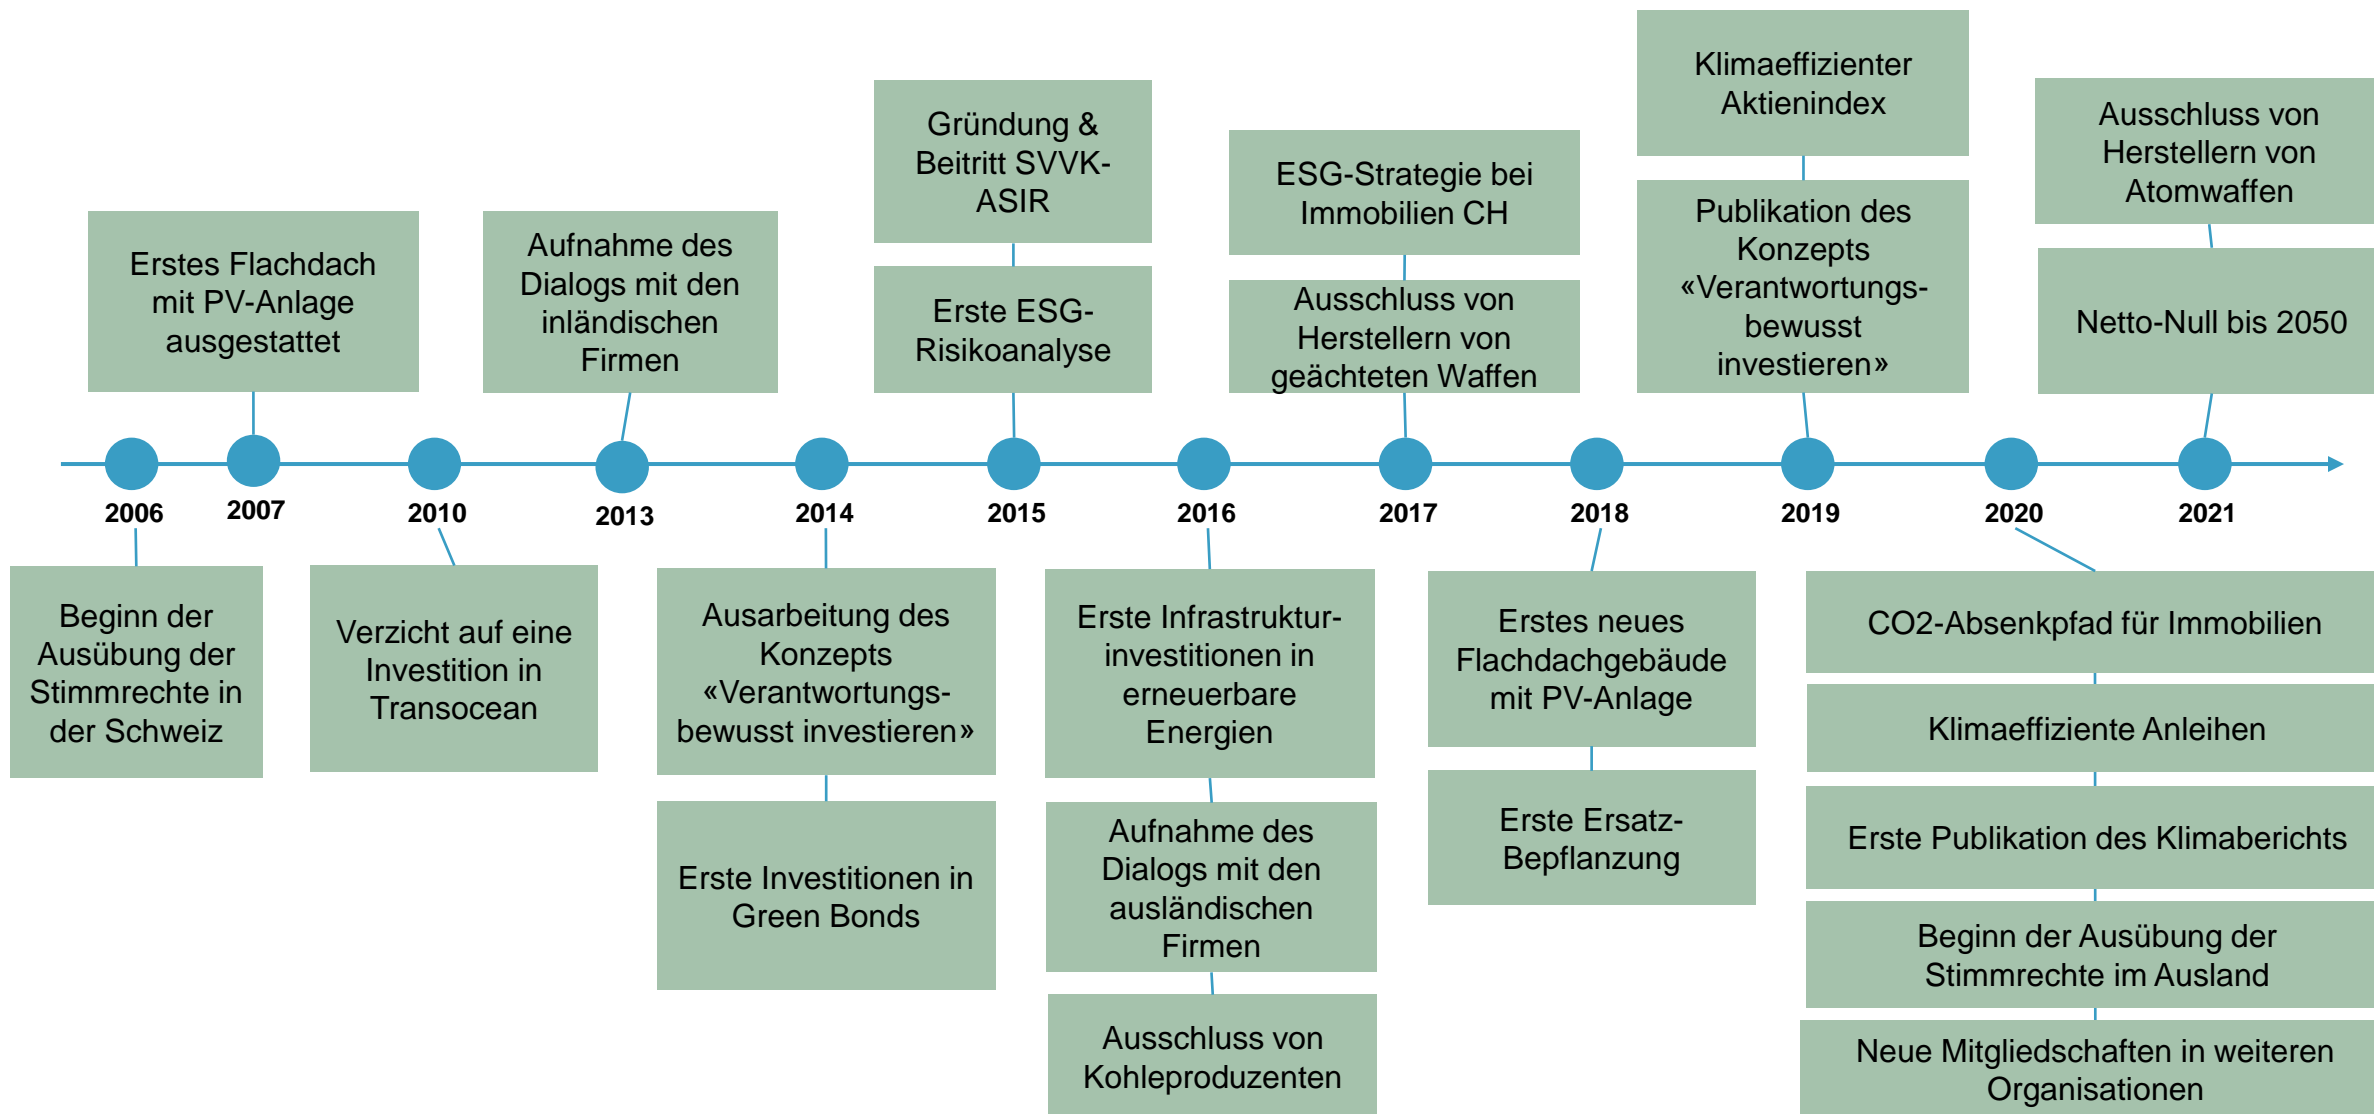 Klimaeffizienter
Aktienindex
Gründung &
Beitritt SVVK-
ASIR
Ausschluss von
Herstellern von
Atomwaffen
ESG-Strategie bei
Immobilien CH
Publikation des
Konzepts
«Verantwortungs-
bewusst
investieren»
Erstes Flachdach
mit PV-Anlage
ausgestattet
Aufnahme des
Dialogs mit den
inländischen
Firmen
Erste ESG-
Risikoanalyse
Ausschluss von
Herstellern von
geächteten Waffen
Netto-Null bis 2050
2006
2007
2010
2013
2014
2015
2016
2017
2018
2019
2020
2021
Beginn der
Ausübung der
Stimmrechte in
der Schweiz
Verzicht auf eine
Investition in
Transocean
Ausarbeitung des
Konzepts
«Verantwortungs-
bewusst investieren»
Erste Investitionen in
Green Bonds
Erste Infrastruktur-
investitionen in
erneuerbare
Energien
Aufnahme des
Dialogs mit den
ausländischen
Firmen
Ausschluss von
Kohleproduzenten
Erstes neues
Flachdachgebäude
mit PV-Anlage
Erste Ersatz-
Bepflanzung
CO2-Absenkpfad für Immobilien
Klimaeffiziente Anleihen
Erste Publikation des Klimaberichts
Beginn der Ausübung der
Stimmrechte im Ausland
Neue Mitgliedschaften in weiteren
Organisationen